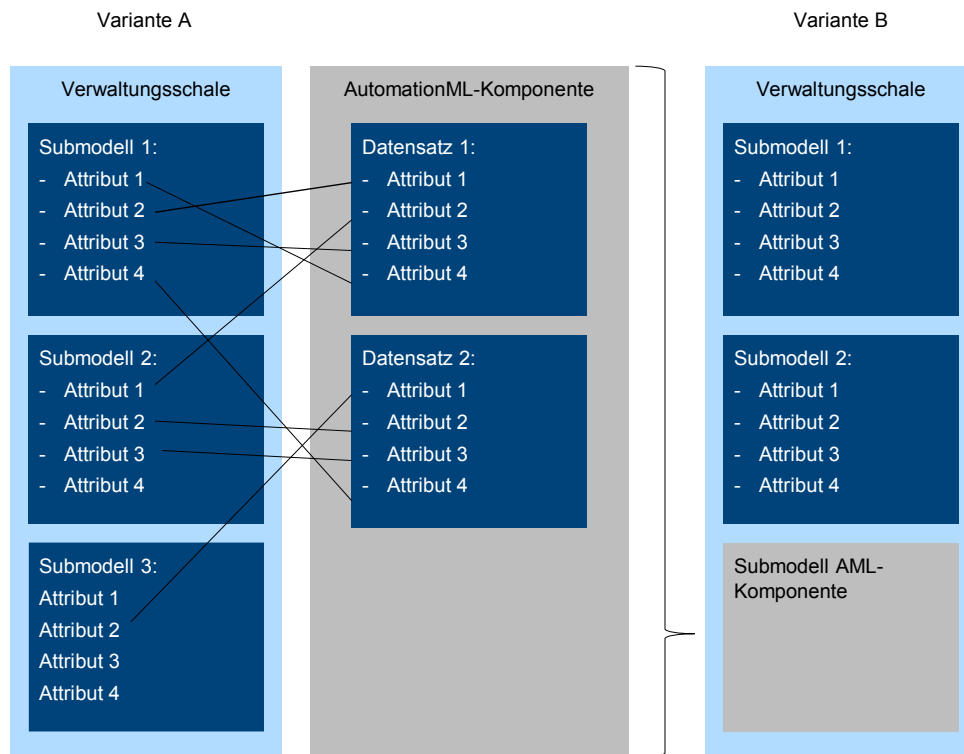 Variante A
Verwaltungsschale
Submodell 1:
- Attribut 1
- Attribut 2
- Attribut 3
- Attribut 4
Submodell 2:
- Attribut 1
- Attribut 2
- Attribut 3
- Attribut 4
Submodell 3:
Attribut 1
Attribut 2
Attribut 3
Attribut 4
AutomationML-Komponente
Datensatz 1:
- Attribut 1
- Attribut 2
- Attribut 3
- Attribut 4
Datensatz 2:
- Attribut 1
- Attribut 2
- Attribut 3
- Attribut 4
Variante B
Verwaltungsschale
Submodell 1:
- Attribut 1
- Attribut 2
- Attribut 3
- Attribut 4
Submodell 2:
- Attribut 1
- Attribut 2
- Attribut 3
- Attribut 4
Submodell AML-
Komponente